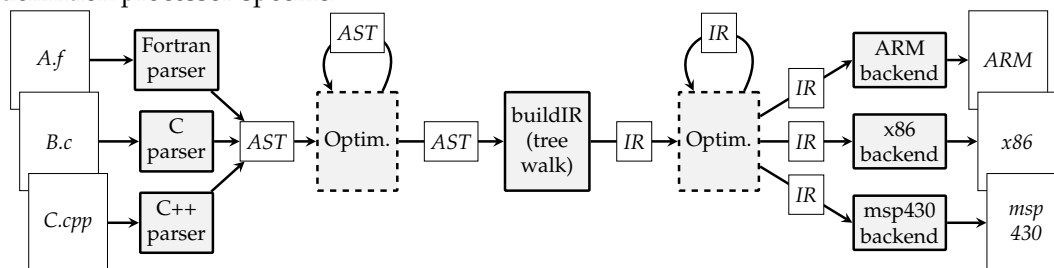 A.f
Fortran
parser
AST
IR
ARM
backend
ARM
IR
B.c
C
parser
AST
Optim.
AST
buildIR
(tree
walk)
IR
Optim.
IR
x86
backend
x86
C.cpp
C++
parser
IR
msp430
backend
msp
430